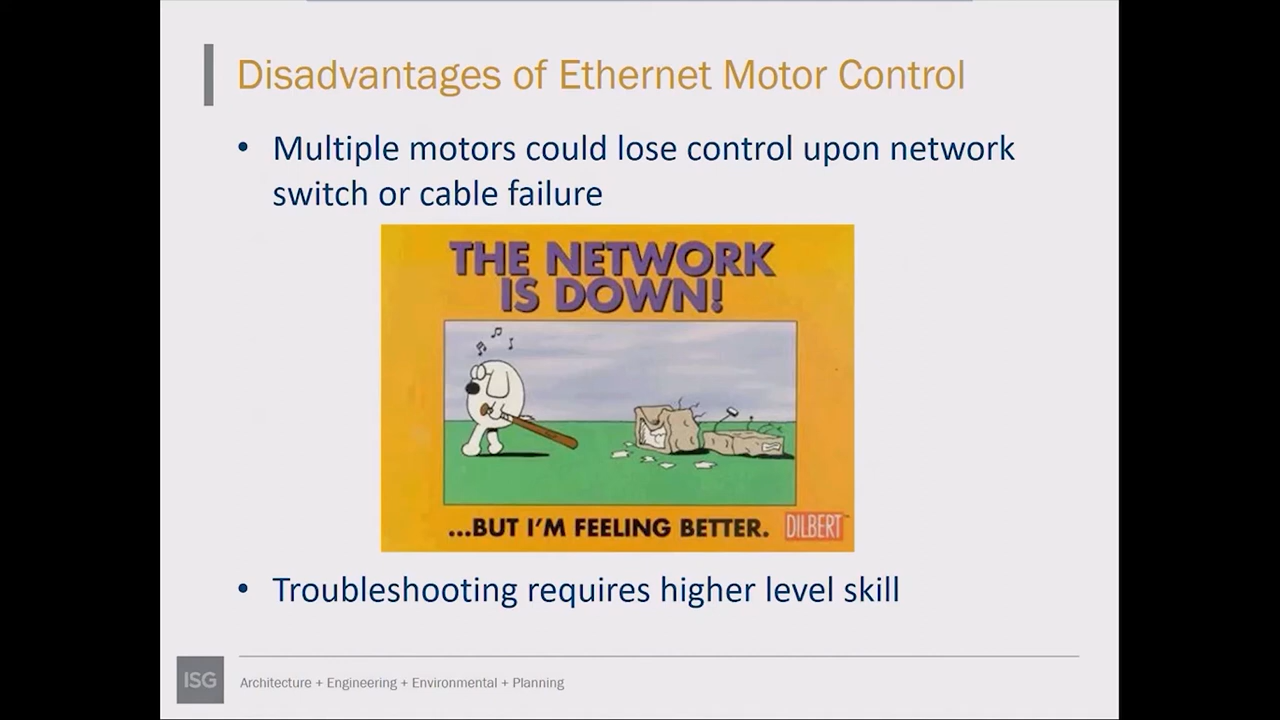 Disadvantages of Ethernet Motor Control
• Multiple motors could lose control upon network
switch or cable failure
THE NETWORK
IS DOWN!
...BUT I'M FEELING BETTER.
DILBERT
• Troubleshooting requires higher level skill
ISG
Architecture + Engineering + Environmental + Planning